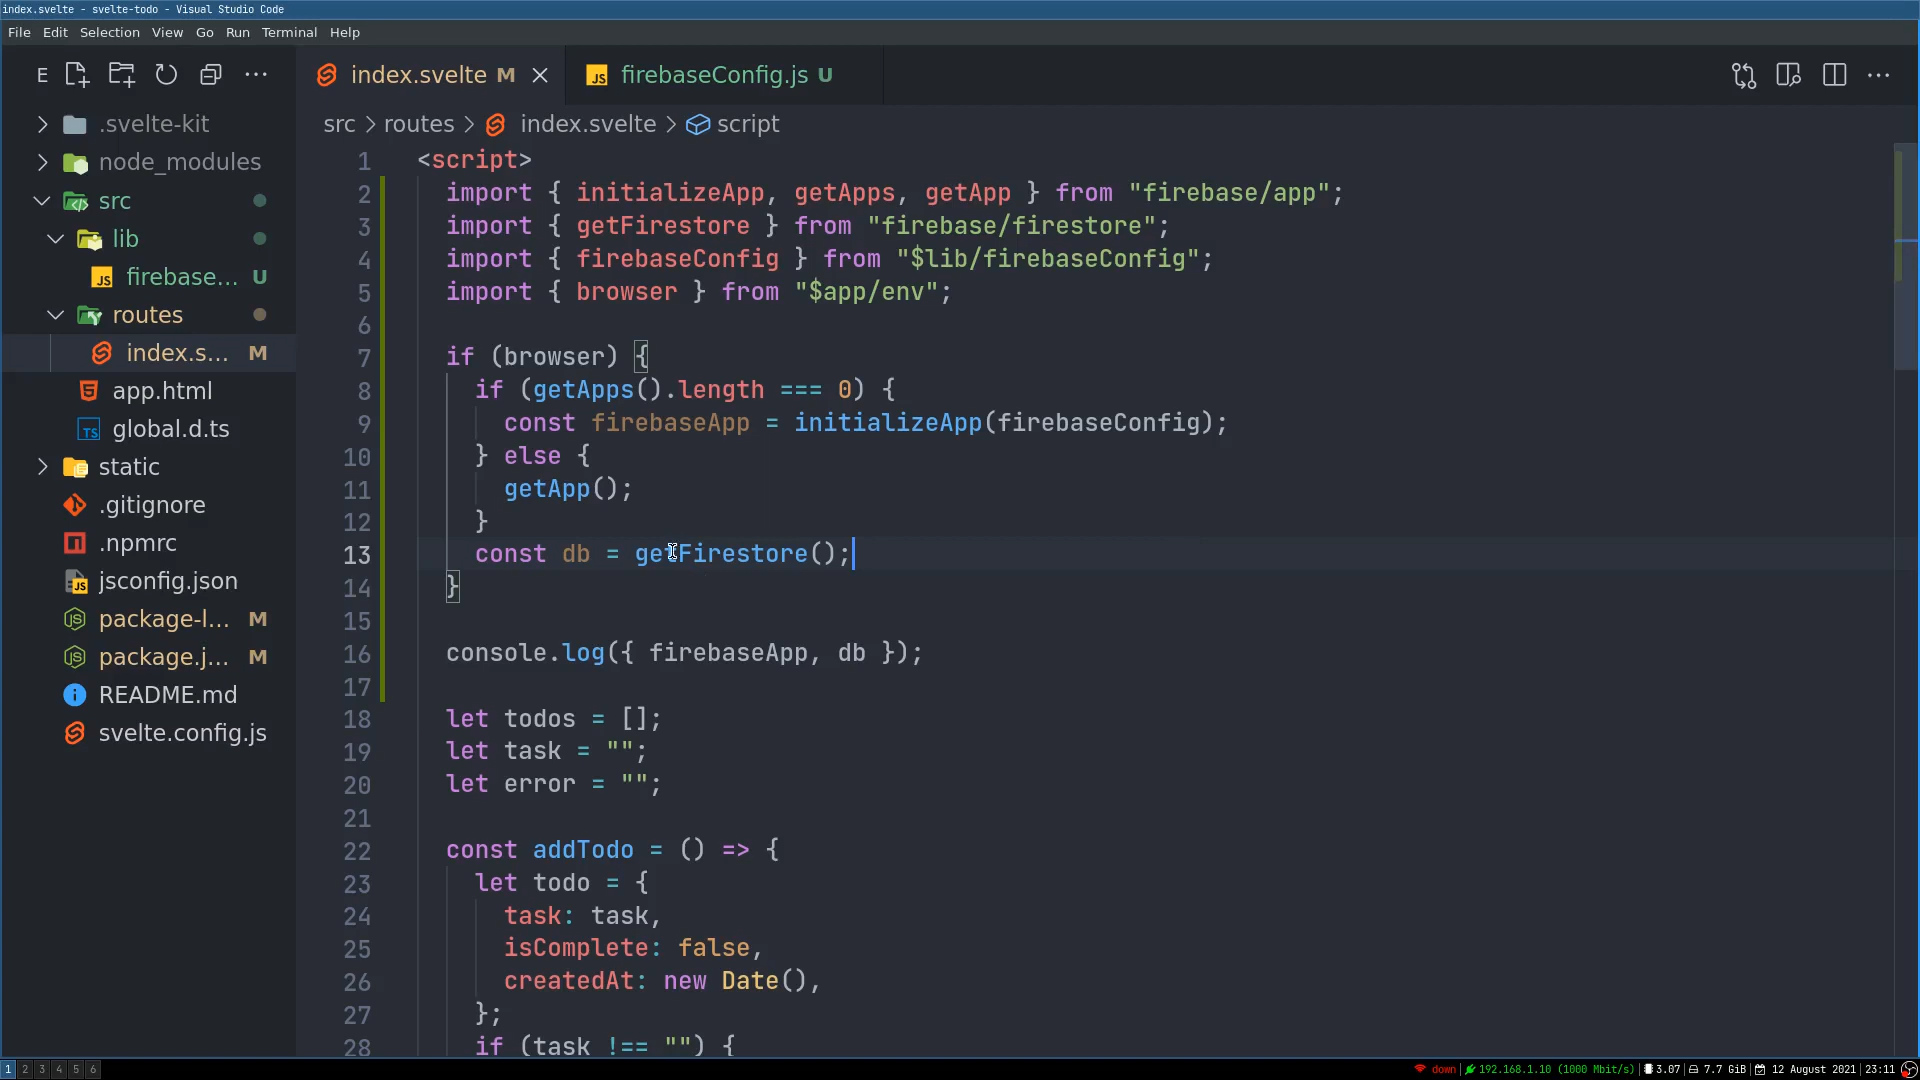 index.svelte - svelte-todo - Visual Studio Code
File Edit Selection View Go Run Terminal Help
E
index.svelte M
firebaseConfig.js U
.svelte-kit
node_modules
src
lib
firebase... U
routes
index.s... M
app.html
global.d.ts
static
.gitignore
.npmrc
jsconfig.json
package-l... M
package.j... M
README.md
svelte.config.js
src > routes > index.svelte > script
1 <script>
2 import { initializeApp, getApps, getApp } from "firebase/app";
3 import { getFirestore } from "firebase/firestore";
4 import { firebaseConfig } from "$lib/firebaseConfig";
5 import { browser } from "$app/env";
6
7 if (browser) {
8 if (getApps().length === 0) {
9 const firebaseApp = initializeApp(firebaseConfig);
10 } else {
11 getApp();
12 }
13 const db = getFirestore();
14 }
15
16 console.log({ firebaseApp, db });
17
18 let todos = [];
19 let task = "";
20 let error = "";
21
22 const addTodo = () => {
23 let todo = {
24 task: task,
25 isComplete: false,
26 createdAt: new Date(),
27 };
28 if (task !== "") {
1 2 3 4 5 6
down | 192.168.1.10 (1000 Mbit/s) | 3.07 | 7.7 GiB | 12 August 2021 | 23:11